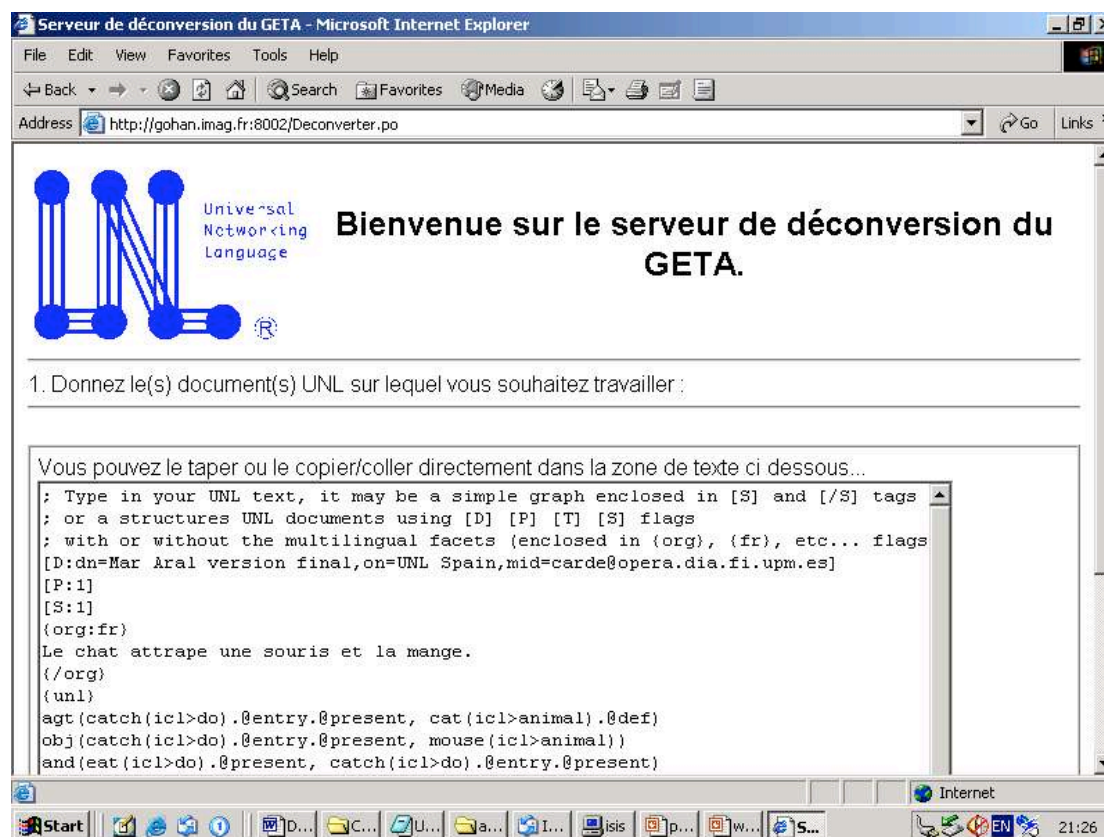 Serveur de déconversion du GETA - Microsoft Internet Explorer
File Edit View Favorites Tools Help
Back Search Favorites Media
Address http://gohan.imag.fr:8002/Deconverter.po Go Links
Universal
Networking
Language
Bienvenue sur le serveur de déconversion du
GETA.
®
1. Donnez le(s) document(s) UNL sur lequel vous souhaitez travailler :
Vous pouvez le taper ou le copier/coller directement dans la zone de texte ci dessous...
; Type in your UNL text, it may be a simple graph enclosed in [S] and [/S] tags
; or a structures UNL documents using [D] [P] [T] [S] flags
; with or without the multilingual facets (enclosed in {org}, {fr}, etc... flags
[D:dn=Mar Aral version final,on=UNL Spain,mid=carde@opera.dia.fi.upm.es]
[P:1]
[S:1]
{org:fr}
Le chat attrape une souris et la mange.
{/org}
{unl}
agt(catch(icl>do).@entry.@present, cat(icl>animal).@def)
obj(catch(icl>do).@entry.@present, mouse(icl>animal))
and(eat(icl>do).@present, catch(icl>do).@entry.@present)
Internet
Start D... C... U... a... I... isis p... w... S... EN 21:26